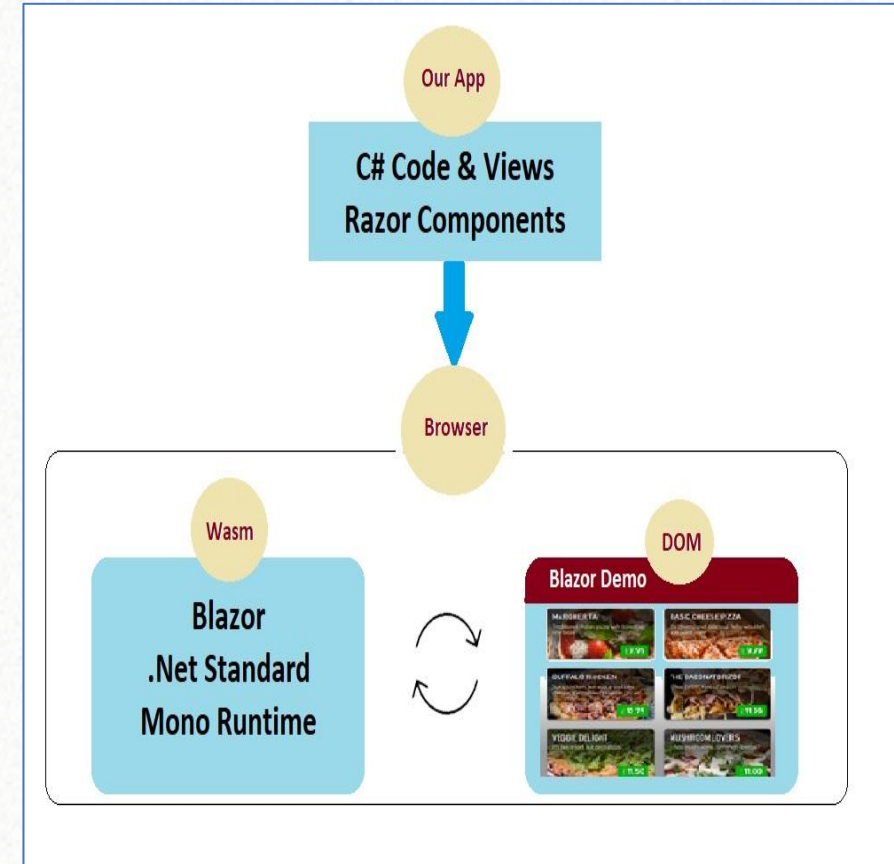 Our App
C# Code & Views
Razor Components
Browser
Wasm
Blazor
.Net Standard
Mono Runtime
DOM
Blazor Demo
MARGHERITA
BASIC CHEESE PIZZA
BUFFALO CHICKEN
VEGGIE DELIGHT
MUSHROOM LOVERS